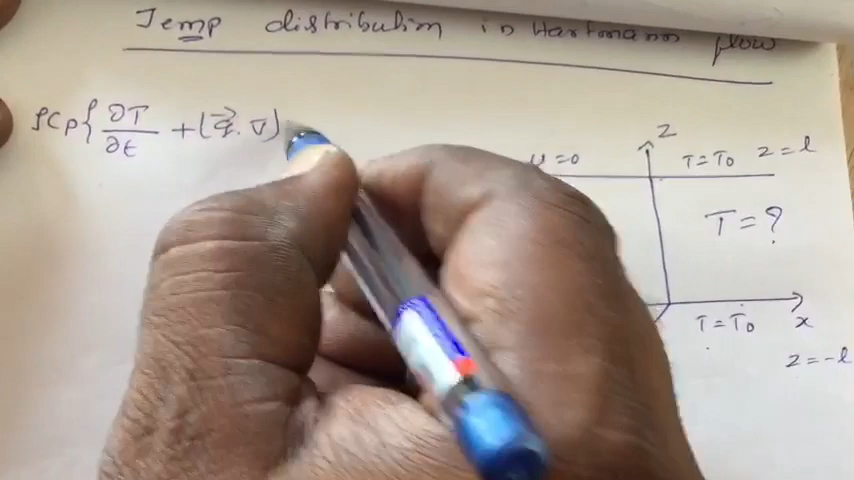 Temp distribution in Hartmann flow
ρCp{ ∂T/∂t + (q⃗.∇)
u=0 z T=T₀ z=l
T=?
T=T₀ x
z=-l